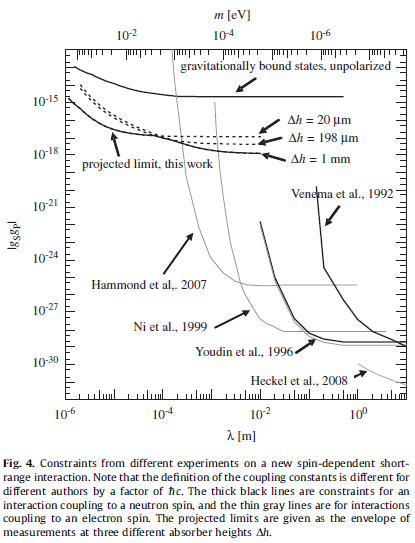 m [eV]
10-2 10-4 10-6
gravitationally bound states, unpolarized
10-15
Δh = 20 μm
Δh = 198 μm
Δh = 1 mm
10-18
projected limit, this work
Venema et al., 1992
10-21
|gSgP|
10-24
Hammond et al,. 2007
10-27
Ni et al., 1999
Youdin et al., 1996
10-30
Heckel et al., 2008
10-6 10-4 10-2 100
λ [m]
Fig. 4. Constraints from different experiments on a new spin-dependent short-
range interaction. Note that the definition of the coupling constants is different for
different authors by a factor of ħc. The thick black lines are constraints for an
interaction coupling to a neutron spin, and the thin gray lines are for interactions
coupling to an electron spin. The projected limits are given as the envelope of
measurements at three different absorber heights Δh.